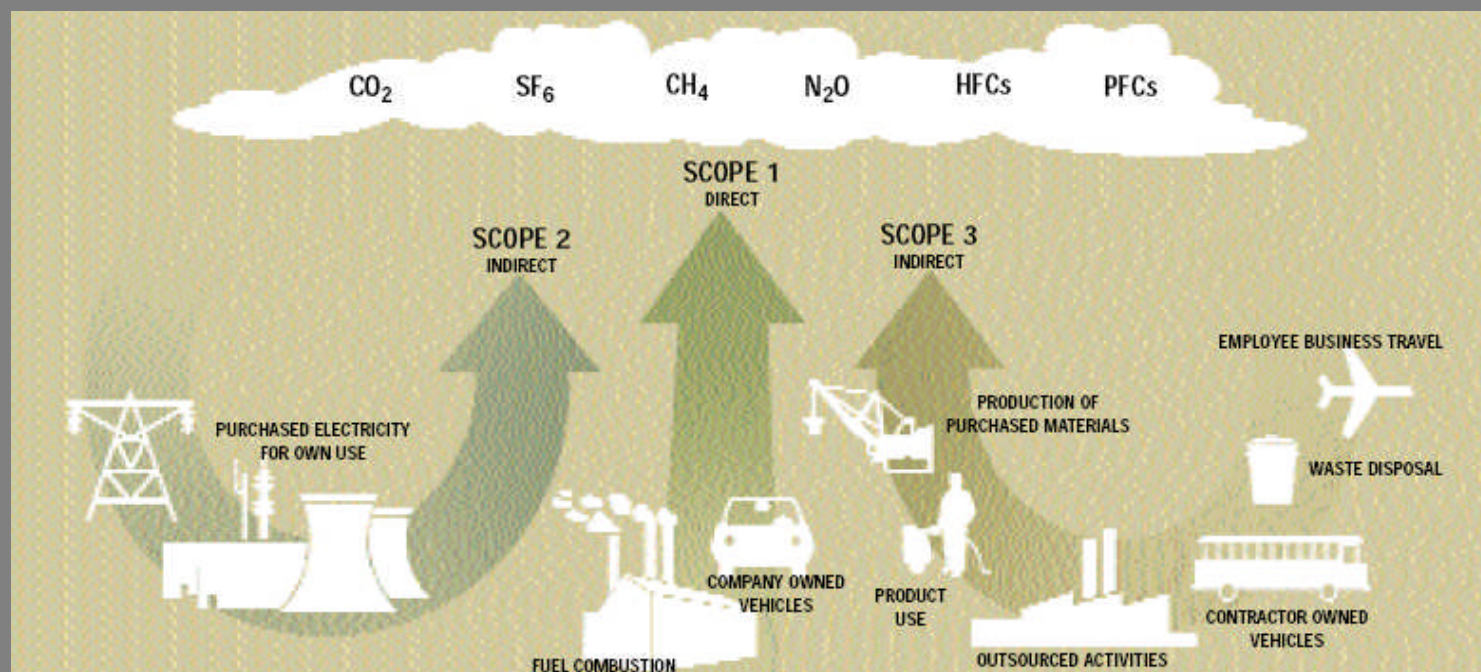 CO₂ SF₆ CH₄ N₂O HFCs PFCs
SCOPE 1
DIRECT
SCOPE 2
INDIRECT
SCOPE 3
INDIRECT
EMPLOYEE BUSINESS TRAVEL
PURCHASED ELECTRICITY
FOR OWN USE
PRODUCTION OF
PURCHASED MATERIALS
WASTE DISPOSAL
COMPANY OWNED
VEHICLES
PRODUCT
USE
CONTRACTOR OWNED
VEHICLES
FUEL COMBUSTION
OUTSOURCED ACTIVITIES